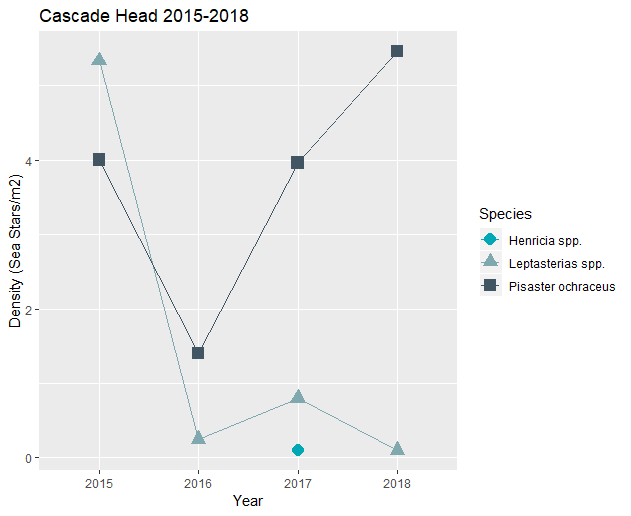 Cascade Head 2015-2018
Density (Sea Stars/m2)
4
2
0
2015 2016 2017 2018
Year
Species
Henricia spp.
Leptasterias spp.
Pisaster ochraceus